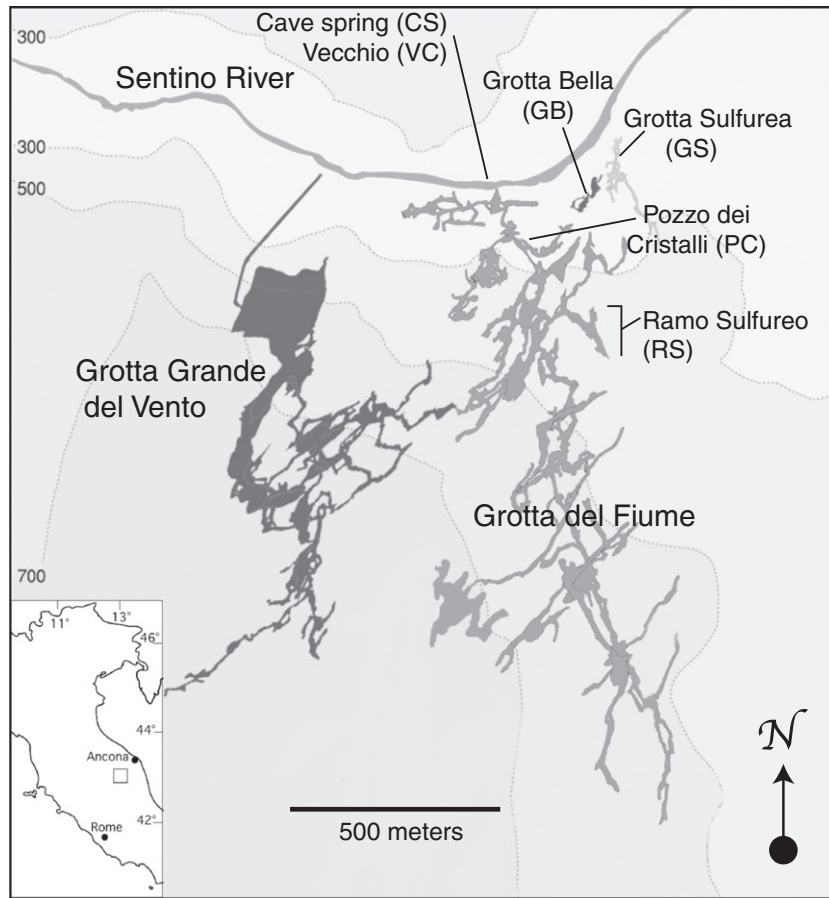 300
Cave spring (CS)
Vecchio (VC)
Sentino River
Grotta Bella
(GB)
Grotta Sulfurea
(GS)
300
500
Pozzo dei
Cristalli (PC)
Ramo Sulfureo
(RS)
Grotta Grande
del Vento
Grotta del Fiume
700
11° 13°
46°
44°
Ancona
42°
Rome
500 meters
N